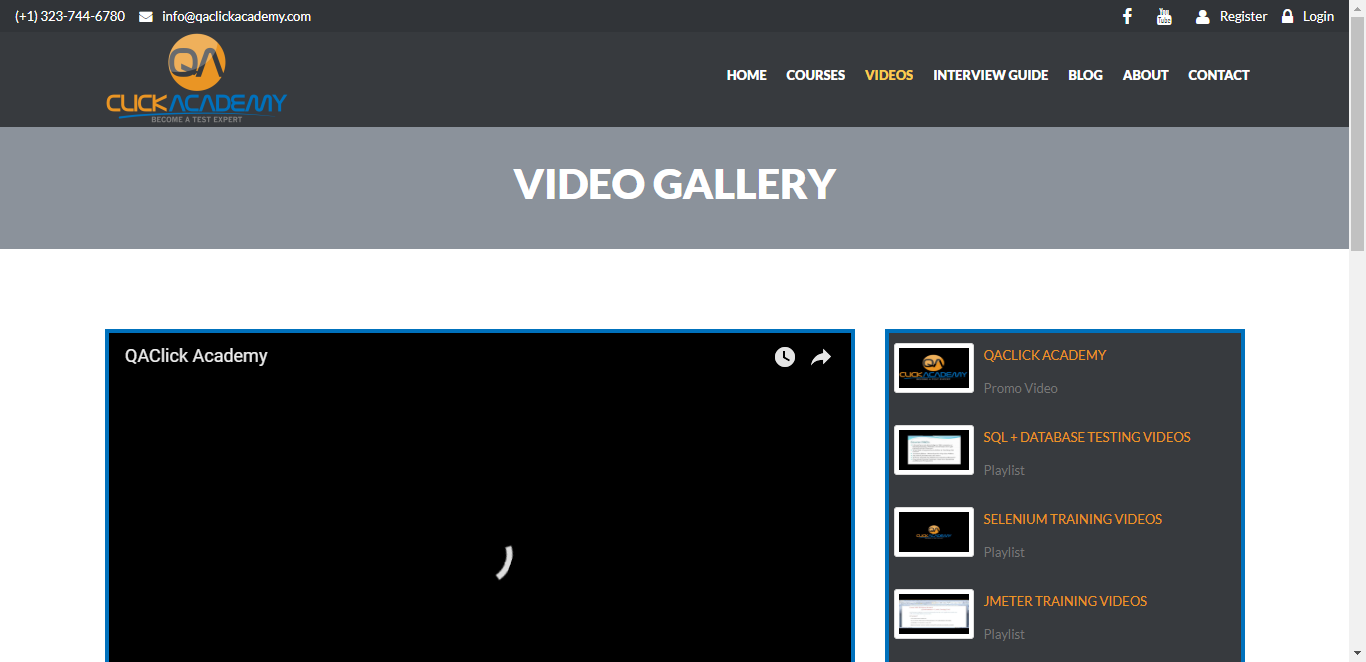 (+1) 323-744-6780 info@qaclickacademy.com Register Login
QA
CLICKACADEMY
BECOME A TEST EXPERT
HOME COURSES VIDEOS INTERVIEW GUIDE BLOG ABOUT CONTACT
VIDEO GALLERY
QAClick Academy
QACLICK ACADEMY
Promo Video
SQL + DATABASE TESTING VIDEOS
Playlist
SELENIUM TRAINING VIDEOS
Playlist
JMETER TRAINING VIDEOS
Playlist